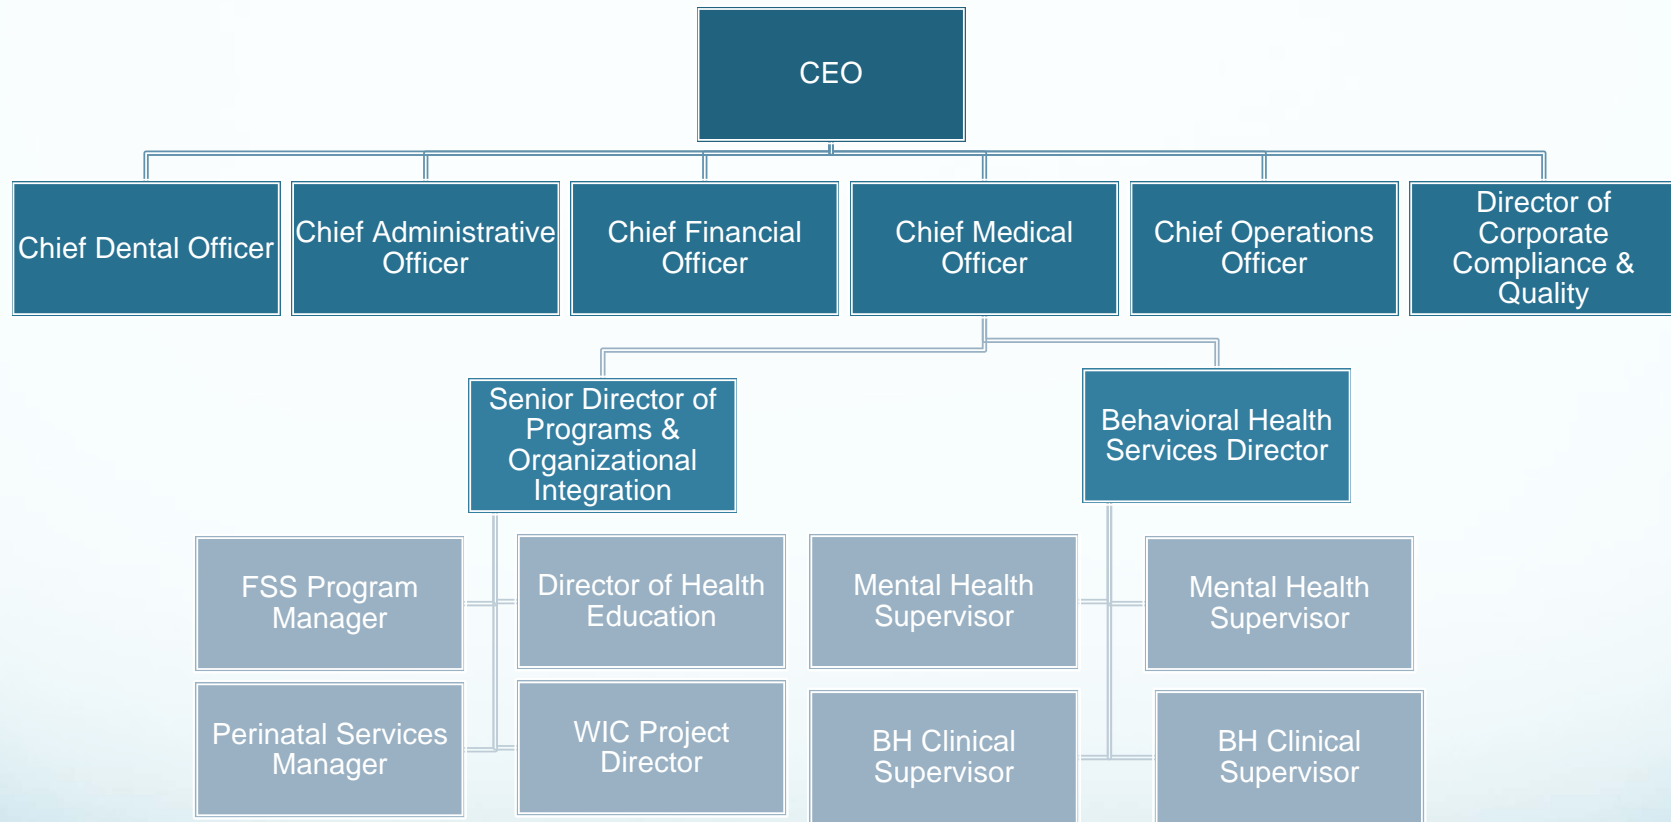 CEO
Chief Dental Officer
Chief Administrative
Officer
Chief Financial
Officer
Chief Medical
Officer
Chief Operations
Officer
Director of
Corporate
Compliance &
Quality
Senior Director of
Programs &
Organizational
Integration
Behavioral Health
Services Director
FSS Program
Manager
Director of Health
Education
Mental Health
Supervisor
Mental Health
Supervisor
Perinatal Services
Manager
WIC Project
Director
BH Clinical
Supervisor
BH Clinical
Supervisor